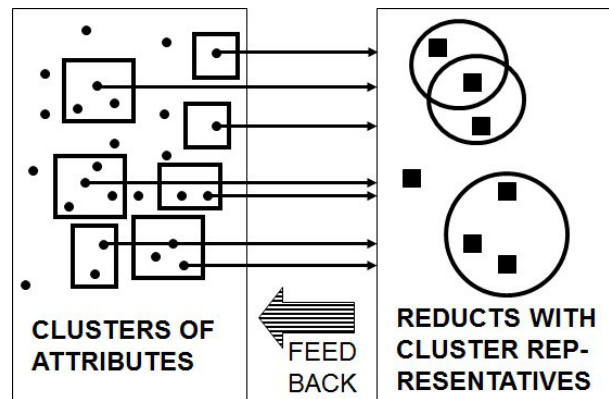 CLUSTERS OF
ATTRIBUTES
FEED
BACK
REDUCTS WITH
CLUSTER REP-
RESENTATIVES